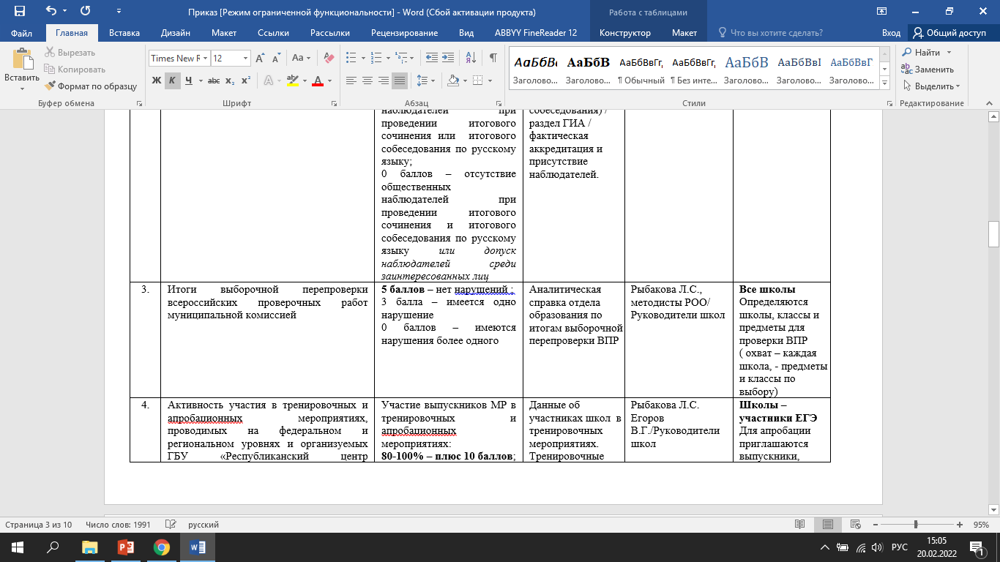 Приказ [Режим ограниченной функциональности] - Word (Сбой активации продукта)
Работа с таблицами
Файл
Главная
Вставка
Дизайн
Макет
Ссылки
Рассылки
Рецензирование
Вид
ABBYY FineReader 12
Конструктор
Макет
Что вы хотите сделать?
Вход
Общий доступ
Вставить
Вырезать
Копировать
Формат по образцу
Буфер обмена
Times New F
12
Aa
Ж К Ч abc x₂ x²
Шрифт
Абзац
АаБбВ
АаБбВ
АаБбВвГг,
АаБбВвГг,
АаБбВ
АаБбВвІ
АаБбВвГ
Заголово...
Заголово...
¶ Обычный
¶ Без инте...
Заголово...
Заголово...
Заголово...
Стили
Найти
Заменить
Выделить
Редактирование
наблюдателей при
проведении итогового
сочинения или итогового
собеседования по русскому
языку;
0 баллов – отсутствие
общественных
наблюдателей при
проведении итогового
сочинения и итогового
собеседования по русскому
языку или допуск
наблюдателей среди
заинтересованных лиц
собеседования) /
раздел ГИА /
фактическая
аккредитация и
присутствие
наблюдателей.
3.
Итоги выборочной перепроверки
всероссийских проверочных работ
муниципальной комиссией
5 баллов – нет нарушений ;
3 балла – имеется одно
нарушение
0 баллов – имеются
нарушения более одного
Аналитическая
справка отдела
образования по
итогам выборочной
перепроверки ВПР
Рыбакова Л.С.,
методисты РОО/
Руководители школ
Все школы
Определяются
школы, классы и
предметы для
проверки ВПР
( охват – каждая
школа, - предметы
и классы по
выбору)
4.
Активность участия в тренировочных и
апробационных мероприятиях,
проводимых на федеральном и
региональном уровнях и организуемых
ГБУ «Республиканский центр
Участие выпускников МР в
тренировочных и
апробационных
мероприятиях:
80-100% – плюс 10 баллов;
Данные об
участниках школ в
тренировочных
мероприятиях.
Тренировочные
Рыбакова Л.С.
Егоров
В.Г./Руководители
школ
Школы –
участники ЕГЭ
Для апробации
приглашаются
выпускники,
Страница 3 из 10
Число слов: 1991
русский
95%
РУС
15:05
20.02.2022
1